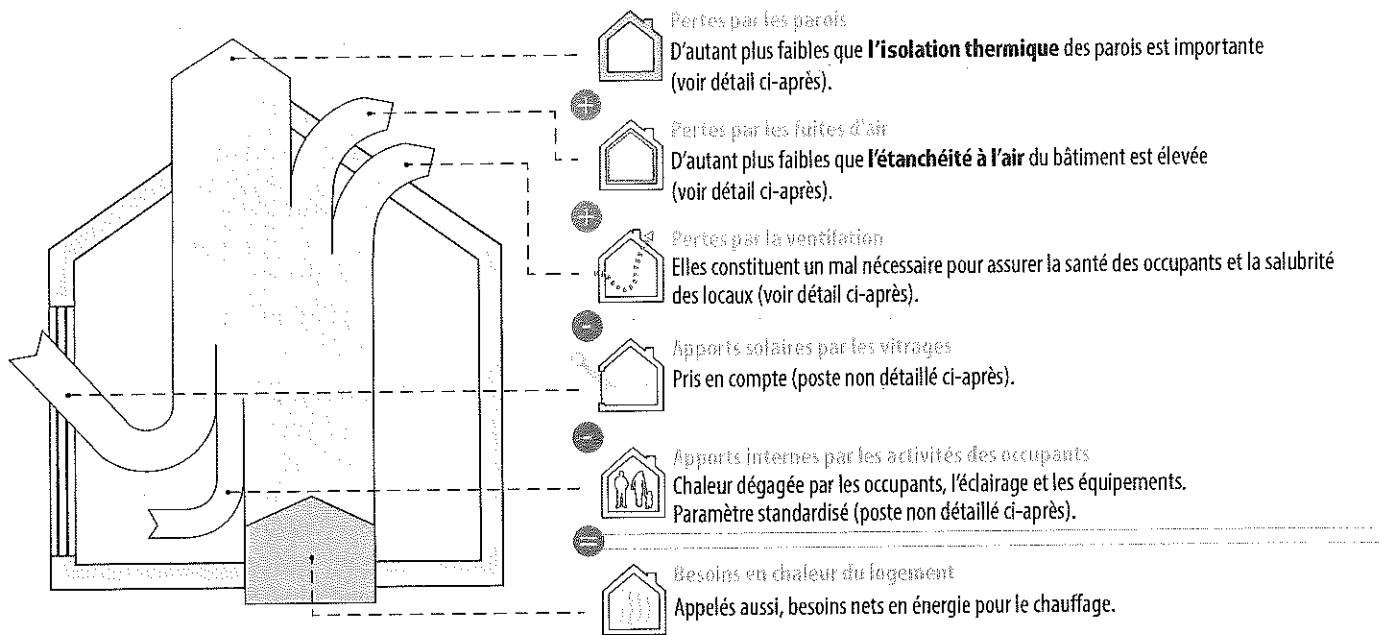 Pertes par les parois
D'autant plus faibles que l'isolation thermique des parois est importante
(voir détail ci-après).
+
Pertes par les fuites d'air
D'autant plus faibles que l'étanchéité à l'air du bâtiment est élevée
(voir détail ci-après).
+
Pertes par la ventilation
Elles constituent un mal nécessaire pour assurer la santé des occupants et la salubrité
des locaux (voir détail ci-après).
-
Apports solaires par les vitrages
Pris en compte (poste non détaillé ci-après).
-
Apports internes par les activités des occupants
Chaleur dégagée par les occupants, l'éclairage et les équipements.
Paramètre standardisé (poste non détaillé ci-après).
=
Besoins en chaleur du logement
Appelés aussi, besoins nets en énergie pour le chauffage.